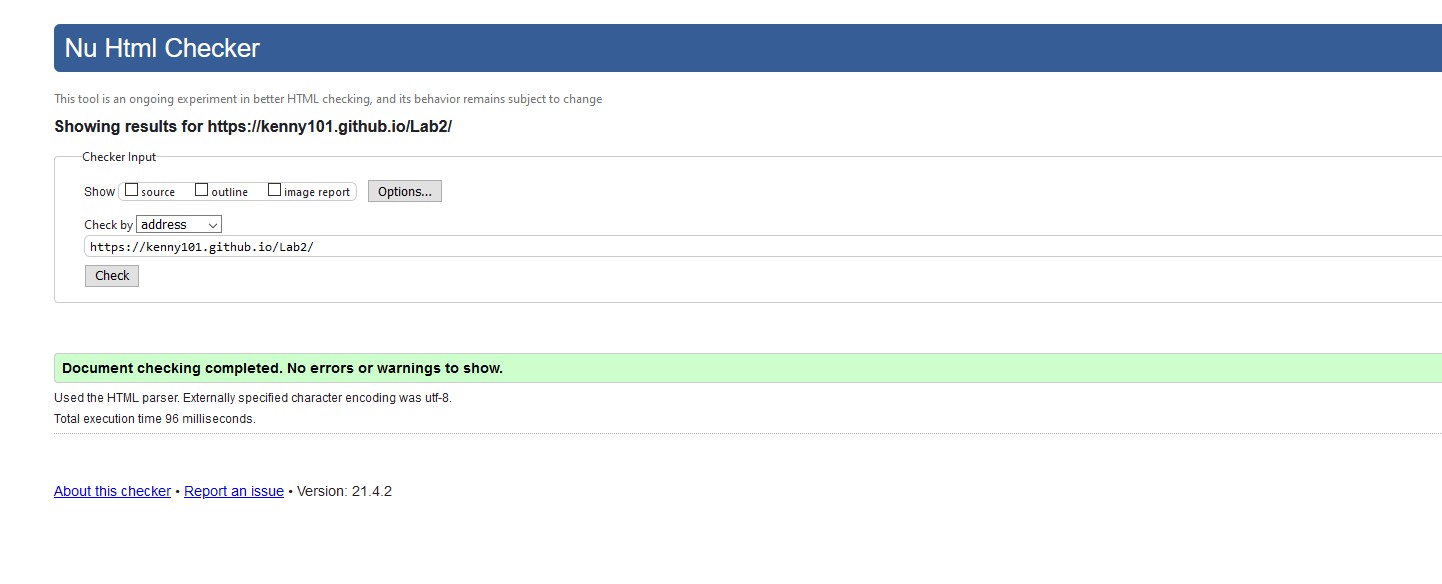 Nu Html Checker
This tool is an ongoing experiment in better HTML checking, and its behavior remains subject to change
Showing results for https://kenny101.github.io/Lab2/
Checker Input
Show source outline image report Options...
Check by address
https://kenny101.github.io/Lab2/
Check
Document checking completed. No errors or warnings to show.
Used the HTML parser. Externally specified character encoding was utf-8.
Total execution time 96 milliseconds.
About this checker • Report an issue • Version: 21.4.2